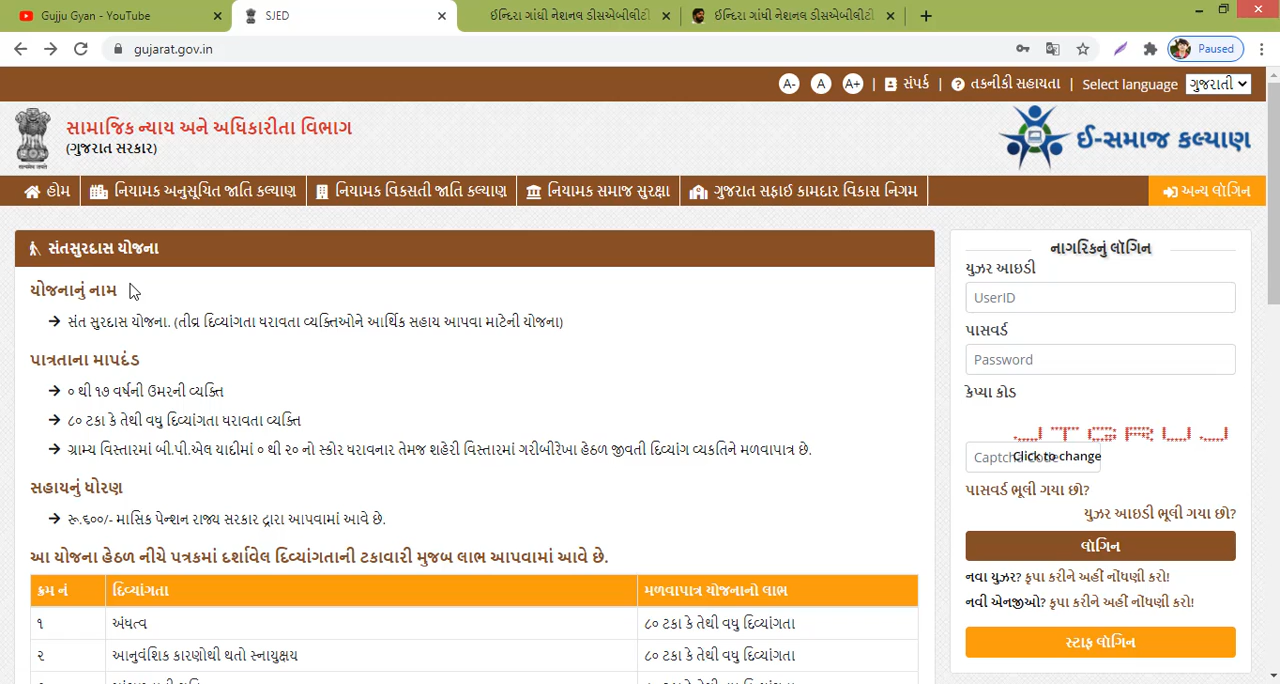 Gujju Gyan - YouTube
SJED
ઈન્દિરા ગાંધી નેશનલ ડીસએબીલીટી
ઈન્દિરા ગાંધી નેશનલ ડીસએબીલીટી
gujarat.gov.in
Paused
A- A A+ | સંપર્ક | તકનીકી સહાયતા | Select language ગુજરાતી
સામાજિક ન્યાય અને અધિકારીતા વિભાગ
(ગુજરાત સરકાર)
ઈ-સમાજ કલ્યાણ
હોમ
નિયામક અનુસૂચિત જાતિ કલ્યાણ
નિયામક વિકસતી જાતિ કલ્યાણ
નિયામક સમાજ સુરક્ષા
ગુજરાત સફાઈ કામદાર વિકાસ નિગમ
અન્ય લૉગિન
સંતસુરદાસ યોજના
યોજનાનું નામ
સંત સુરદાસ યોજના. (તીવ્ર દિવ્યાંગતા ધરાવતા વ્યક્તિઓને આર્થિક સહાય આપવા માટેની યોજના)
પાત્રતાના માપદંડ
૦ થી ૧૭ વર્ષની ઉમરની વ્યક્તિ
૮૦ ટકા કે તેથી વધુ દિવ્યાંગતા ધરાવતા વ્યક્તિ
ગ્રામ્ય વિસ્તારમાં બી.પી.એલ યાદીમાં ૦ થી ૨૦ નો સ્કોર ધરાવનાર તેમજ શહેરી વિસ્તારમાં ગરીબીરેખા હેઠળ જીવતી દિવ્યાંગ વ્યકતિને મળવાપાત્ર છે.
સહાયનું ધોરણ
રૂ.૬૦૦/- માસિક પેન્શન રાજ્ય સરકાર દ્વારા આપવામાં આવે છે.
આ યોજના હેઠળ નીચે પત્રકમાં દર્શાવેલ દિવ્યાંગતાની ટકાવારી મુજબ લાભ આપવામાં આવે છે.
ક્રમ નં દિવ્યાંગતા મળવાપાત્ર યોજનાનો લાભ
૧ અંધત્વ ૮૦ ટકા કે તેથી વધુ દિવ્યાંગતા
૨ આનુવંશિક કારણોથી થતો સ્નાયુક્ષય ૮૦ ટકા કે તેથી વધુ દિવ્યાંગતા
નાગરિકનું લૉગિન
યુઝર આઇડી
UserID
પાસવર્ડ
Password
કેપ્ચા કોડ
JTGRUJ
Captcha Code
Click to change
પાસવર્ડ ભૂલી ગયા છો?
યુઝર આઇડી ભૂલી ગયા છો?
લૉગિન
નવા યુઝર? કૃપા કરીને અહીં નોંધણી કરો!
નવી એનજીઓ? કૃપા કરીને અહીં નોંધણી કરો!
સ્ટાફ લૉગિન